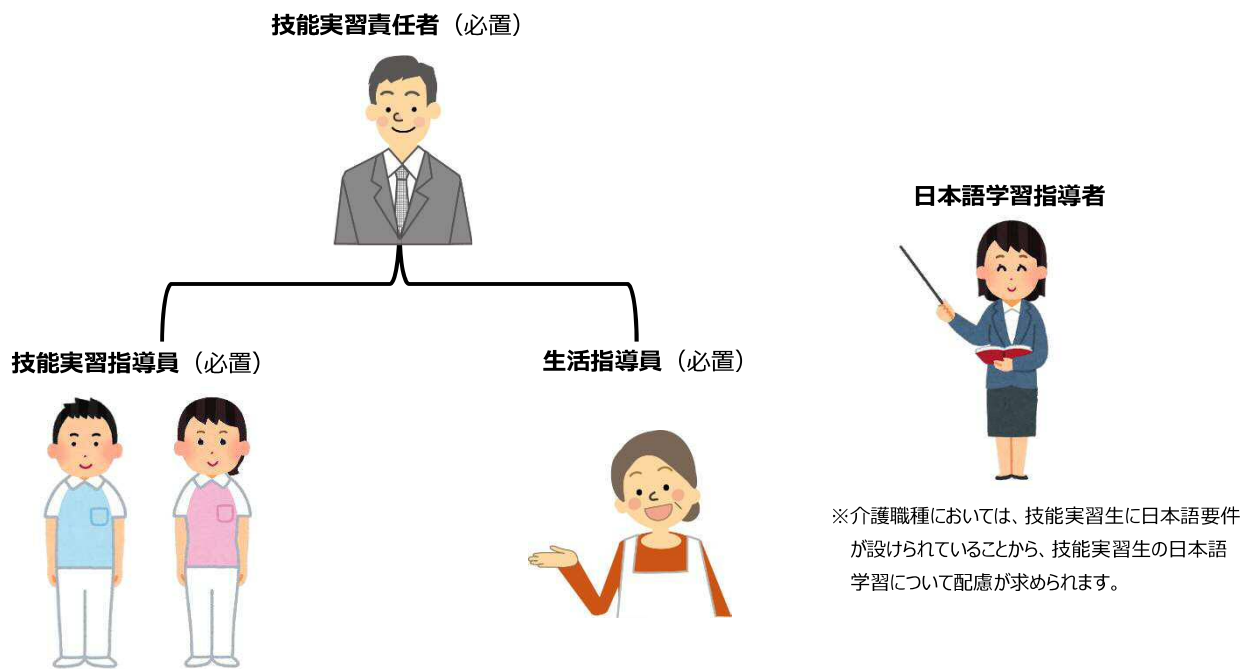 技能実習責任者（必置）
日本語学習指導者
技能実習指導員（必置）
生活指導員（必置）
※介護職種においては、技能実習生に日本語要件
が設けられていることから、技能実習生の日本語
学習について配慮が求められます。